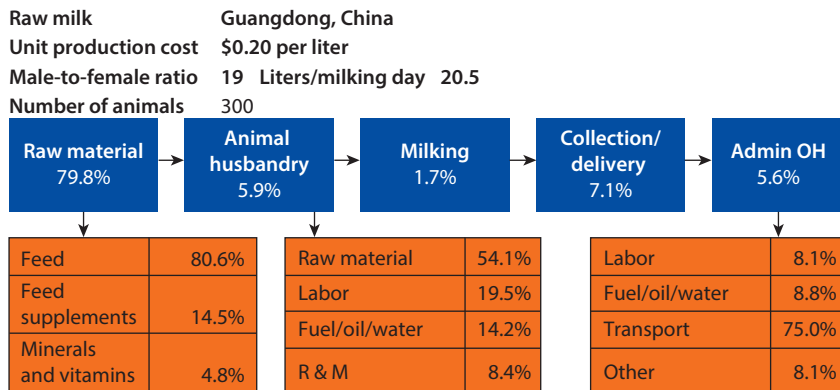 Raw milk Guangdong, China
Unit production cost $0.20 per liter
Male-to-female ratio 19 Liters/milking day 20.5
Number of animals 300
Raw material
79.8%
Animal
husbandry
5.9%
Milking
1.7%
Collection/
delivery
7.1%
Admin OH
5.6%
Feed 80.6%
Feed
supplements 14.5%
Minerals
and vitamins 4.8%
Raw material 54.1%
Labor 19.5%
Fuel/oil/water 14.2%
R & M 8.4%
Labor 8.1%
Fuel/oil/water 8.8%
Transport 75.0%
Other 8.1%